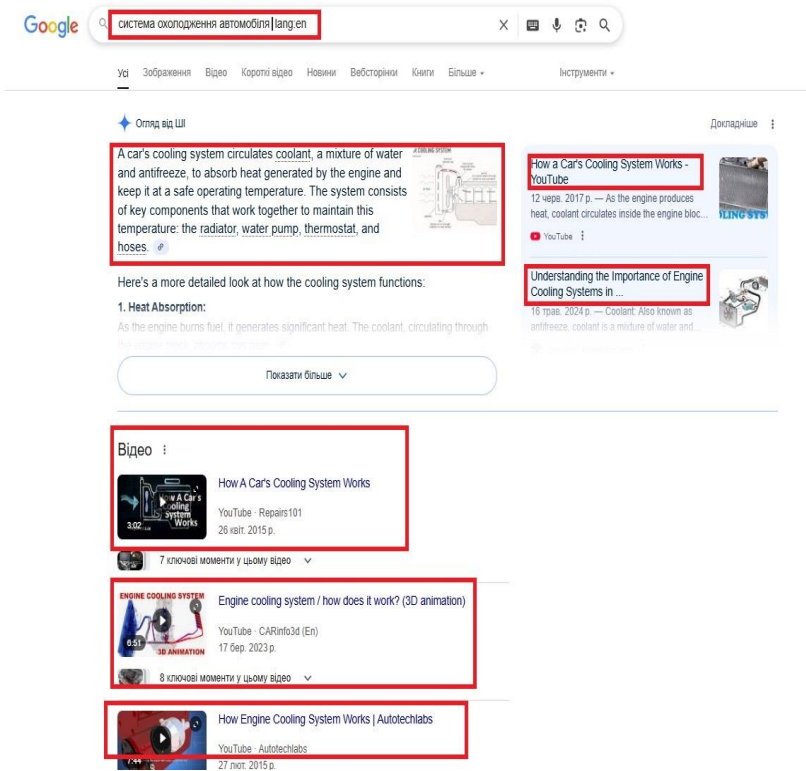 Google
система охолодження автомобіля|lang:en
Усі Зображення Відео Короткі відео Новини Вебсторінки Книги Більше Інструменти
Огляд від ШІ
Докладніше
A car's cooling system circulates coolant, a mixture of water
and antifreeze, to absorb heat generated by the engine and
keep it at a safe operating temperature. The system consists
of key components that work together to maintain this
temperature: the radiator, water pump, thermostat, and
hoses.
Here's a more detailed look at how the cooling system functions:
1. Heat Absorption:
As the engine burns fuel, it generates significant heat. The coolant, circulating through
How a Car's Cooling System Works -
YouTube
12 черв. 2017 р. — As the engine produces
heat, coolant circulates inside the engine bloc...
YouTube
Understanding the Importance of Engine
Cooling Systems in ...
16 трав. 2024 р. — Coolant: Also known as
antifreeze, coolant is a mixture of water and...
Показати більше
Відео
How A Car's
Cooling
System
Works
3:02
How A Car's Cooling System Works
YouTube · Repairs101
26 квіт. 2015 р.
7 ключові моменти у цьому відео
ENGINE COOLING SYSTEM
6:51
3D ANIMATION
Engine cooling system / how does it work? (3D animation)
YouTube · CARinfo3d (En)
17 бер. 2023 р.
8 ключові моменти у цьому відео
7:44
How Engine Cooling System Works | Autotechlabs
YouTube · Autotechlabs
27 лют. 2015 р.